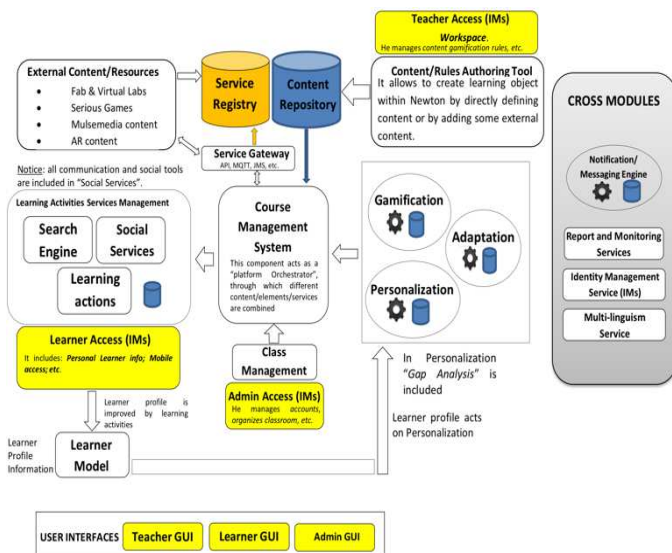 Teacher Access (IMs)
Workspace.
He manages content gamification rules, etc.
External Content/Resources
• Fab & Virtual Labs
• Serious Games
• Mulsemedia content
• AR content
Service
Registry
Content
Repository
Content/Rules Authoring Tool
It allows to create learning object
within Newton by directly defining
content or by adding some external
content.
CROSS MODULES
Notification/
Messaging Engine
Report and Monitoring
Services
Identity Management
Service (IMs)
Multi-linguism
Service
Service Gateway
API, MQTT, JMS, etc.
Notice: all communication and social tools
are included in “Social Services”.
Learning Activities Services Management
Search
Engine
Social
Services
Learning
actions
Course
Management
System
This component acts as a
“platform Orchestrator”,
through which different
content/elements/services
are combined
Gamification
Adaptation
Personalization
Learner Access (IMs)
It includes: Personal Learner info; Mobile
access; etc.
Class
Management
Admin Access (IMs)
He manages accounts,
organizes classroom, etc.
In Personalization
“Gap Analysis” is
included
Learner profile acts
on Personalization
Learner profile is
improved by learning
activities
Learner
Profile
Information
Learner
Model
USER INTERFACES
Teacher GUI
Learner GUI
Admin GUI